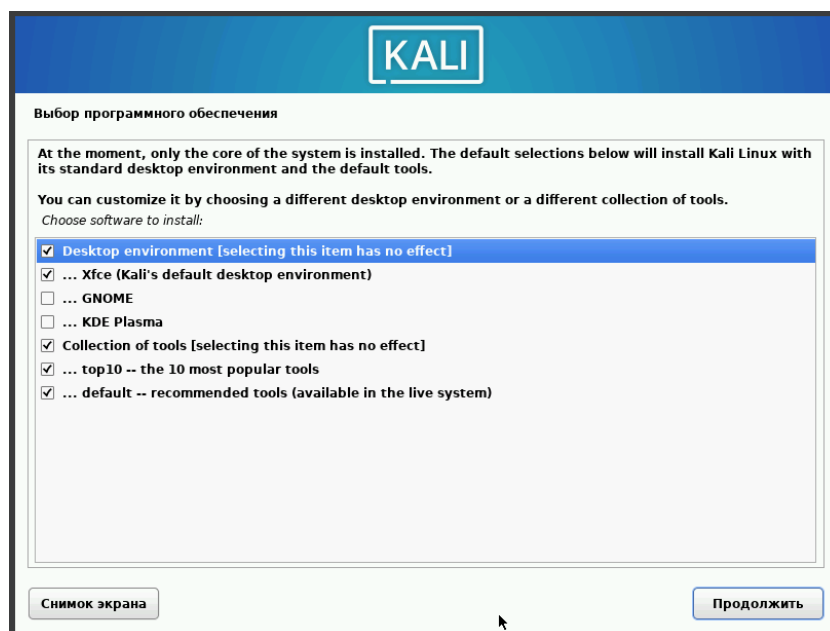 KALI
Выбор программного обеспечения
At the moment, only the core of the system is installed. The default selections below will install Kali Linux with
its standard desktop environment and the default tools.
You can customize it by choosing a different desktop environment or a different collection of tools.
Choose software to install:
Desktop environment [selecting this item has no effect]
... Xfce (Kali's default desktop environment)
... GNOME
... KDE Plasma
Collection of tools [selecting this item has no effect]
... top10 -- the 10 most popular tools
... default -- recommended tools (available in the live system)
Снимок экрана
Продолжить